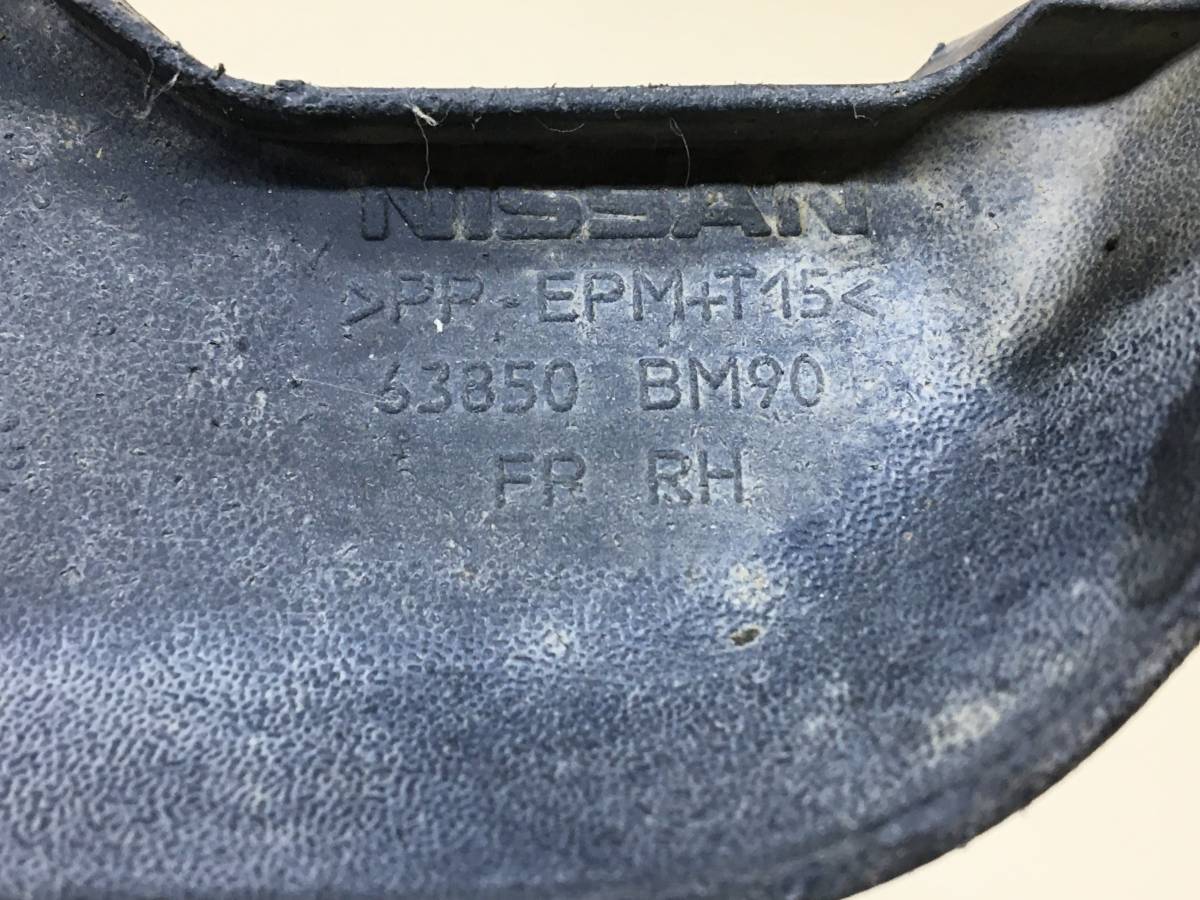 NISSAN
>PP-EPM+T15<
63850 BM90
FR RH